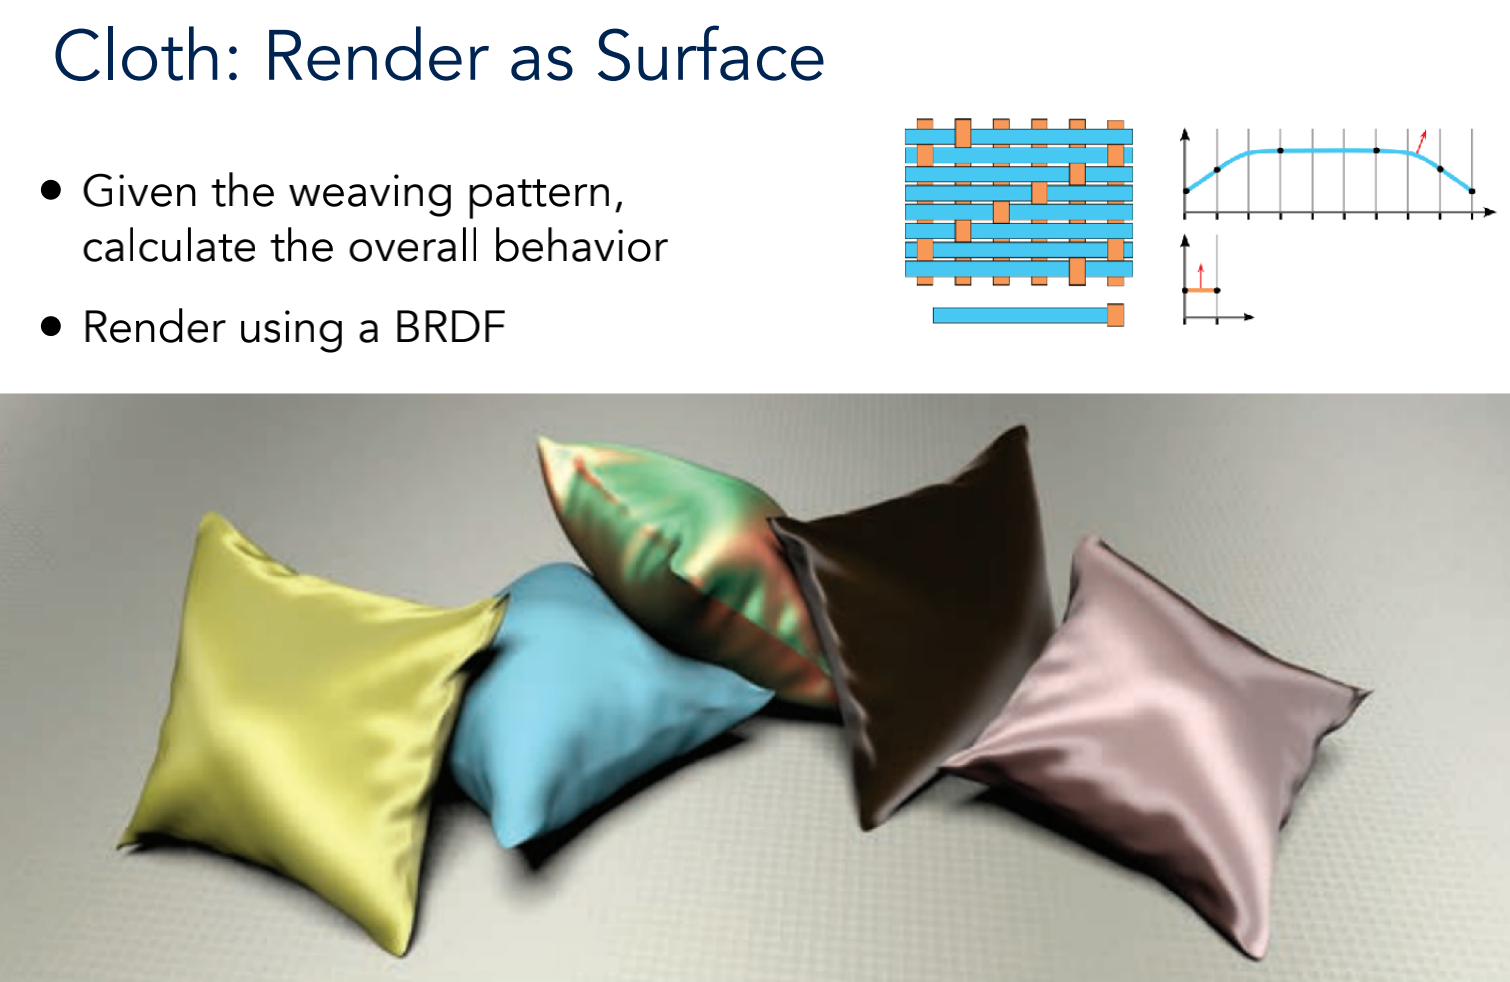 Cloth: Render as Surface
● Given the weaving pattern,
calculate the overall behavior
● Render using a BRDF